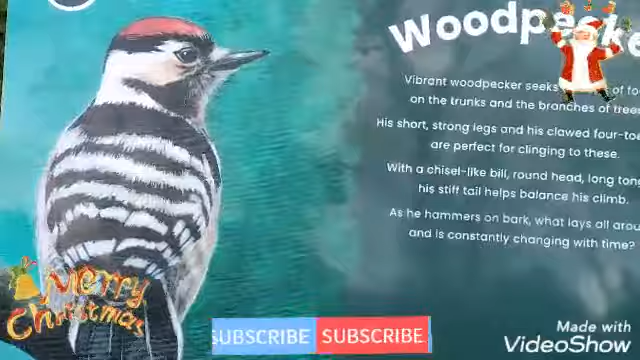 Woodpecke
Vibrant woodpecker seeks of fo
on the trunks and the branches of trees
His short, strong legs and his clawed four-toe
are perfect for clinging to these.
With a chisel-like bill, round head, long tong
his stiff tail helps balance his climb.
As he hammers on bark, what lays all arou
and is constantly changing with time?
Merry
Christmas
SUBSCRIBE SUBSCRIBE
Made with
VideoShow